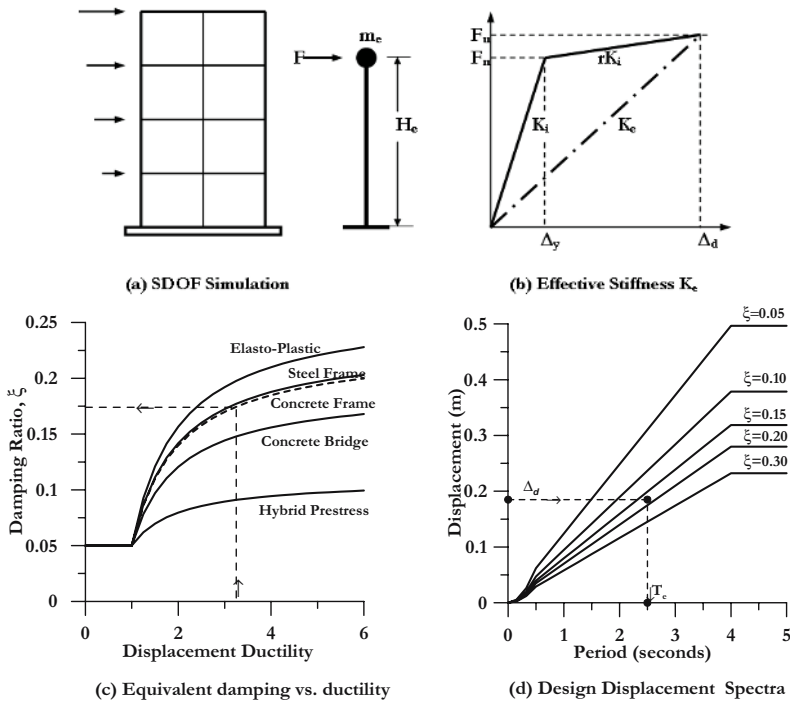 mₑ
F
Hₑ
(a) SDOF Simulation
Fᵤ
Fₙ
rKᵢ
Kᵢ
Kₑ
Δy
Δd
(b) Effective Stiffness Kₑ
0.25
0.2
0.15
0.1
0.05
0
Damping Ratio, ξ
Elasto-Plastic
Steel Frame
Concrete Frame
Concrete Bridge
Hybrid Prestress
0 2 4 6
Displacement Ductility
(c) Equivalent damping vs. ductility
0.5
0.4
0.3
0.2
0.1
0
Displacement (m)
ξ=0.05
ξ=0.10
ξ=0.15
ξ=0.20
ξ=0.30
Δd
Tₑ
0 1 2 3 4 5
Period (seconds)
(d) Design Displacement Spectra